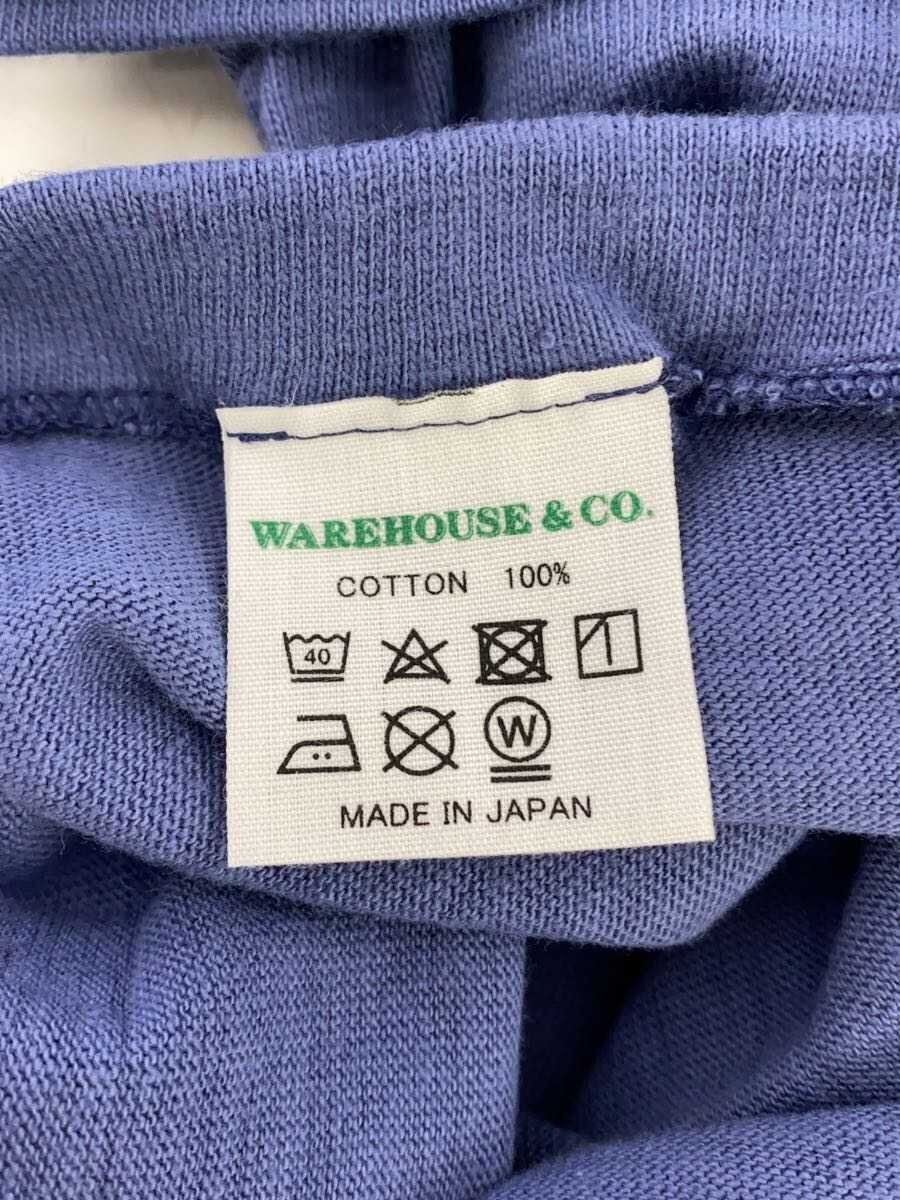 WAREHOUSE & CO.
COTTON 100%
40
W
MADE IN JAPAN